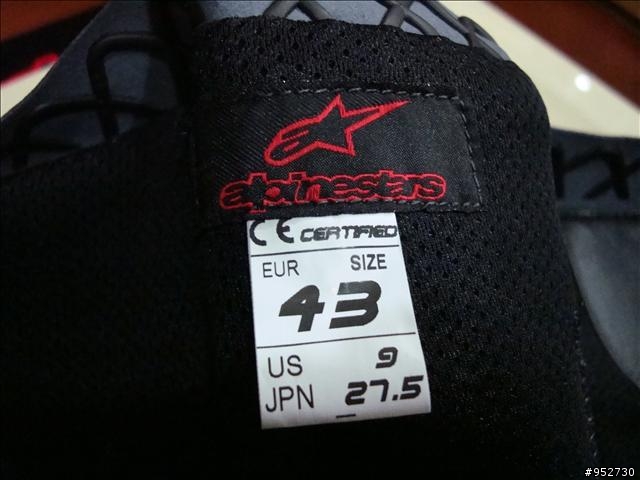 alpinestars
CE CERTIFIED
EUR SIZE
43
US 9
JPN 27.5
#952730